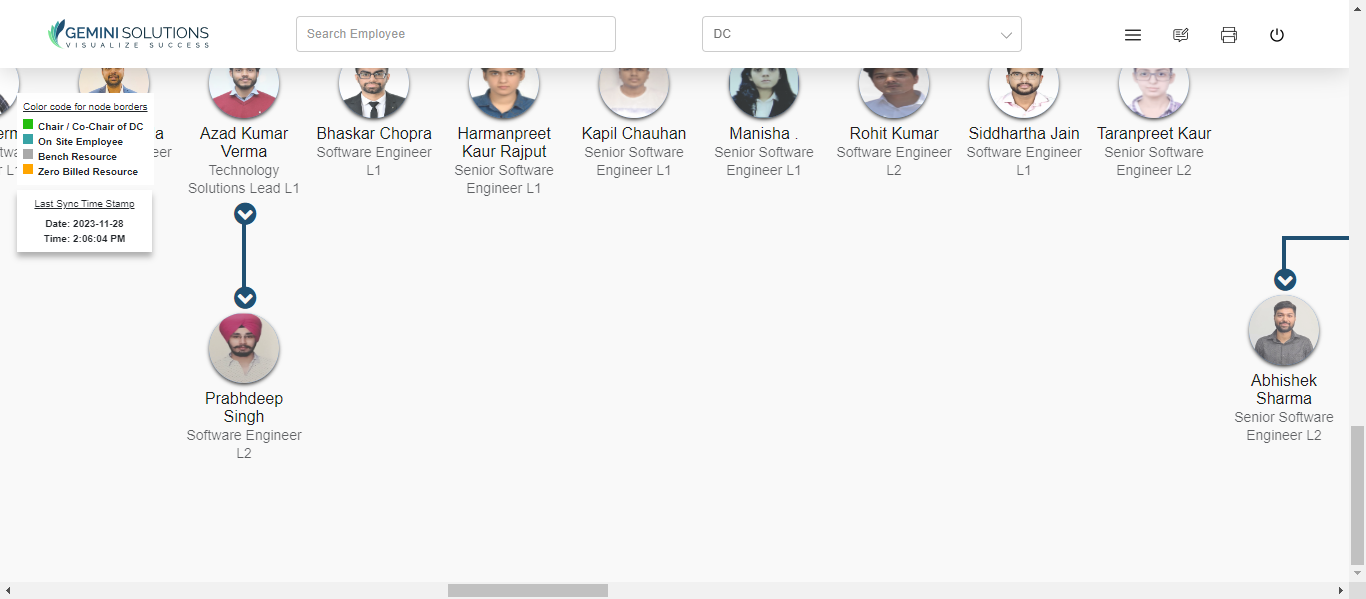 GEMINI SOLUTIONS
VISUALIZE SUCCESS
Search Employee
DC
Color code for node borders
Chair / Co-Chair of DC
On Site Employee
Bench Resource
Zero Billed Resource
Last Sync Time Stamp
Date: 2023-11-28
Time: 2:06:04 PM
Azad Kumar
Verma
Technology
Solutions Lead L1
Bhaskar Chopra
Software Engineer
L1
Harmanpreet
Kaur Rajput
Senior Software
Engineer L1
Kapil Chauhan
Senior Software
Engineer L1
Manisha .
Senior Software
Engineer L1
Rohit Kumar
Software Engineer
L2
Siddhartha Jain
Software Engineer
L1
Taranpreet Kaur
Senior Software
Engineer L2
Prabhdeep
Singh
Software Engineer
L2
Abhishek
Sharma
Senior Software
Engineer L2